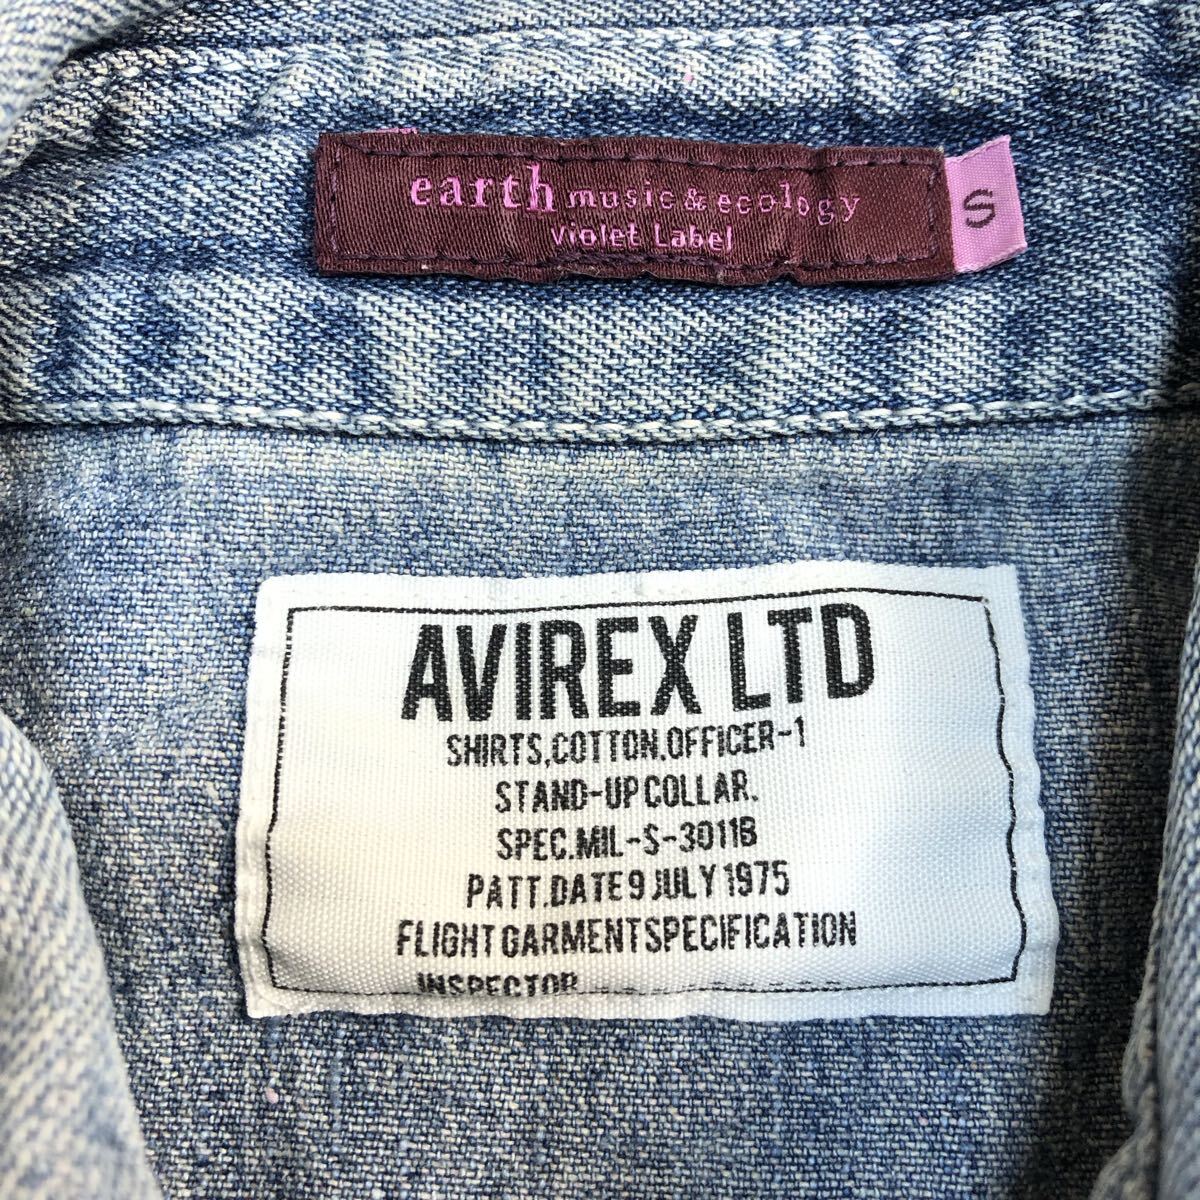 earth music & ecology
violet Label
S
AVIREX LTD
SHIRTS,COTTON,OFFICER-1
STAND-UP COLLAR.
SPEC.MIL-S-3011B
PATT.DATE 9 JULY 1975
FLIGHT GARMENT SPECIFICATION
INSPECTOR